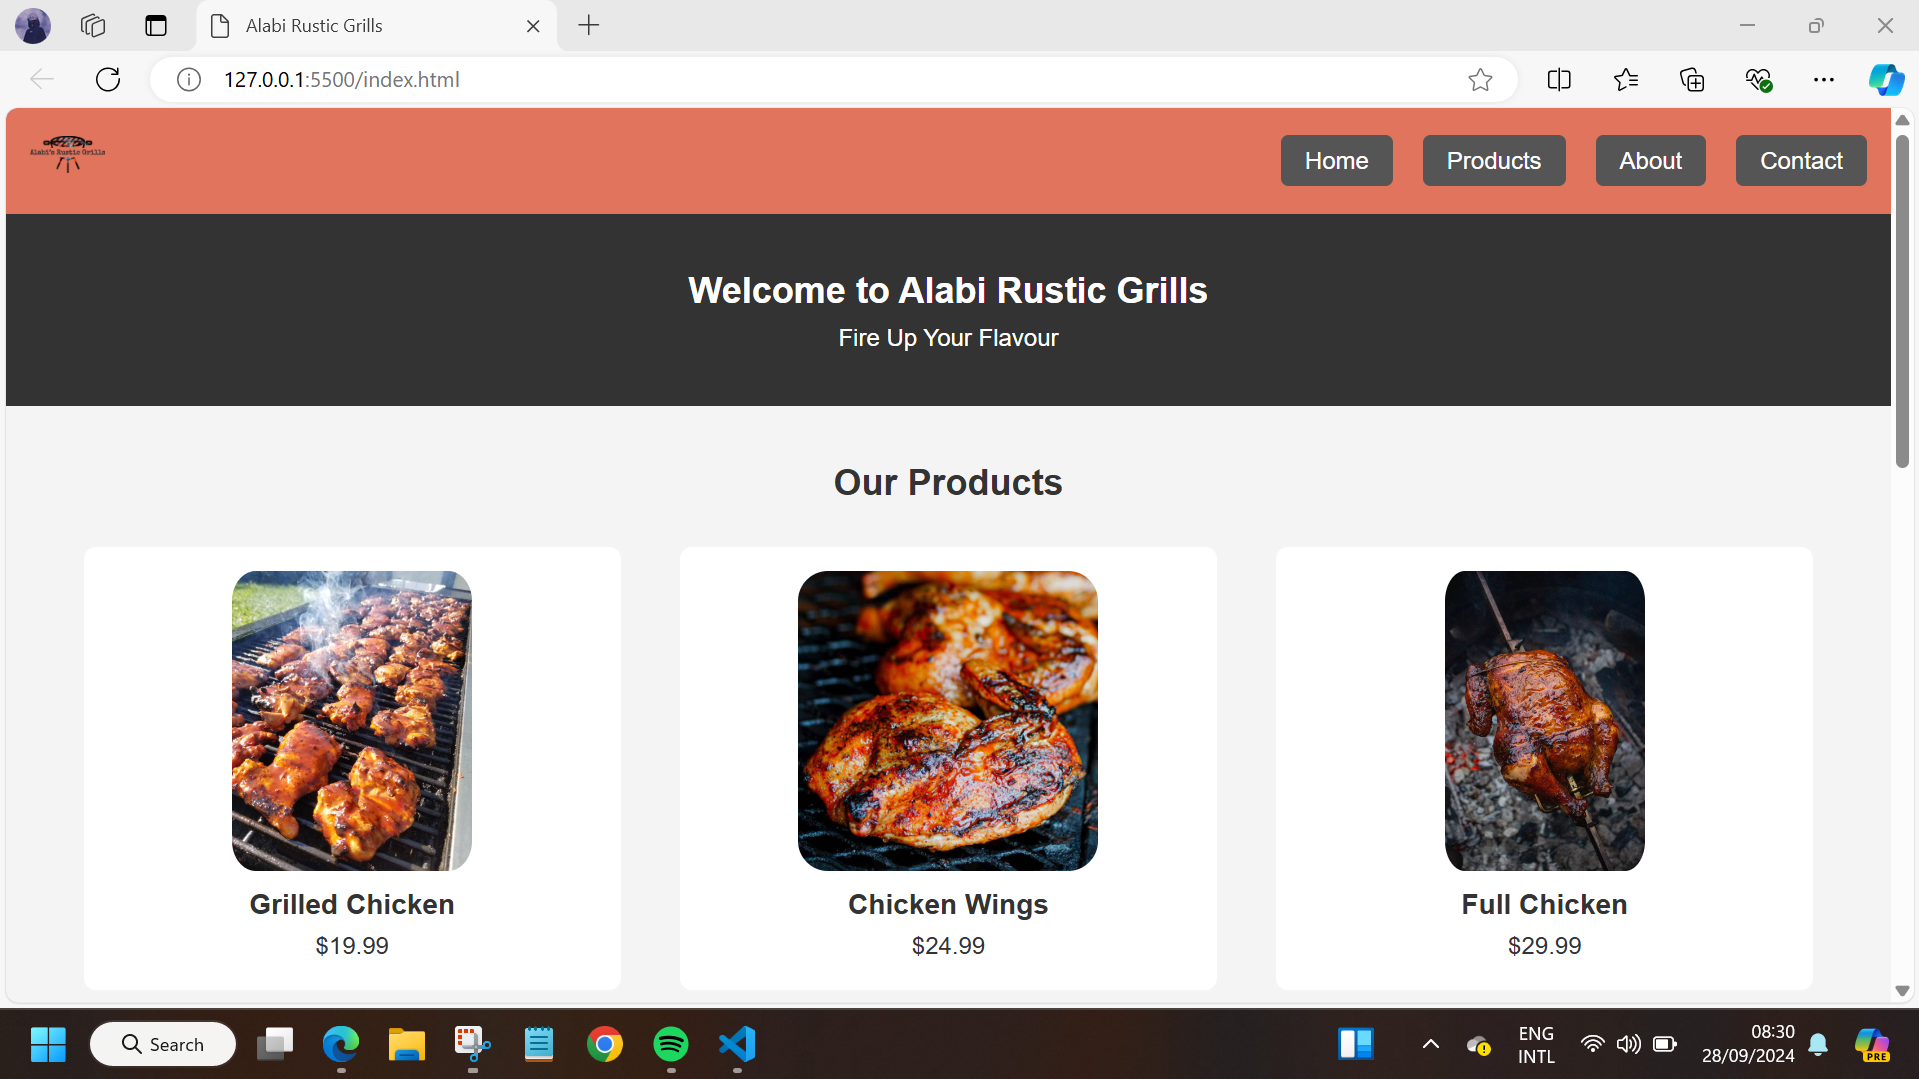 Alabi Rustic Grills
127.0.0.1:5500/index.html
Alabi's Rustic Grills
Home Products About Contact
Welcome to Alabi Rustic Grills
Fire Up Your Flavour
Our Products
Grilled Chicken
$19.99
Chicken Wings
$24.99
Full Chicken
$29.99
Search
ENG
INTL
08:30
28/09/2024
PRE